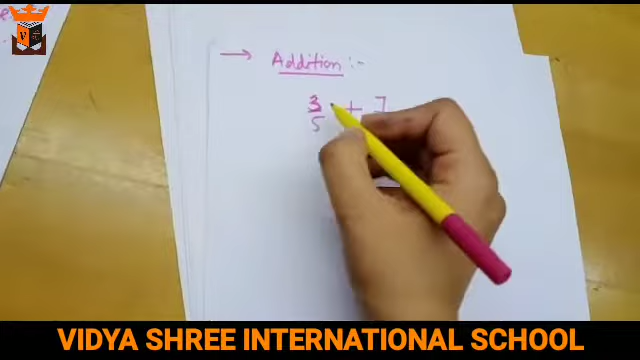 → Addition :-
3/5 + 7
VIDYA SHREE INTERNATIONAL SCHOOL